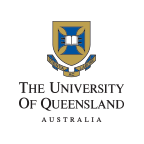 THE UNIVERSITY
OF QUEENSLAND
AUSTRALIA